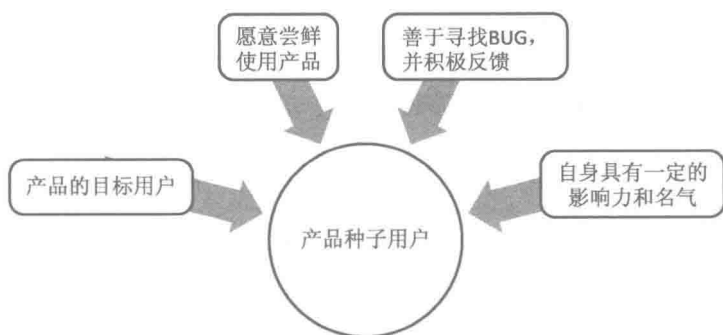 愿意尝鲜
使用产品
善于寻找BUG,
并积极反馈
产品的目标用户
自身具有一定的
影响力和名气
产品种子用户